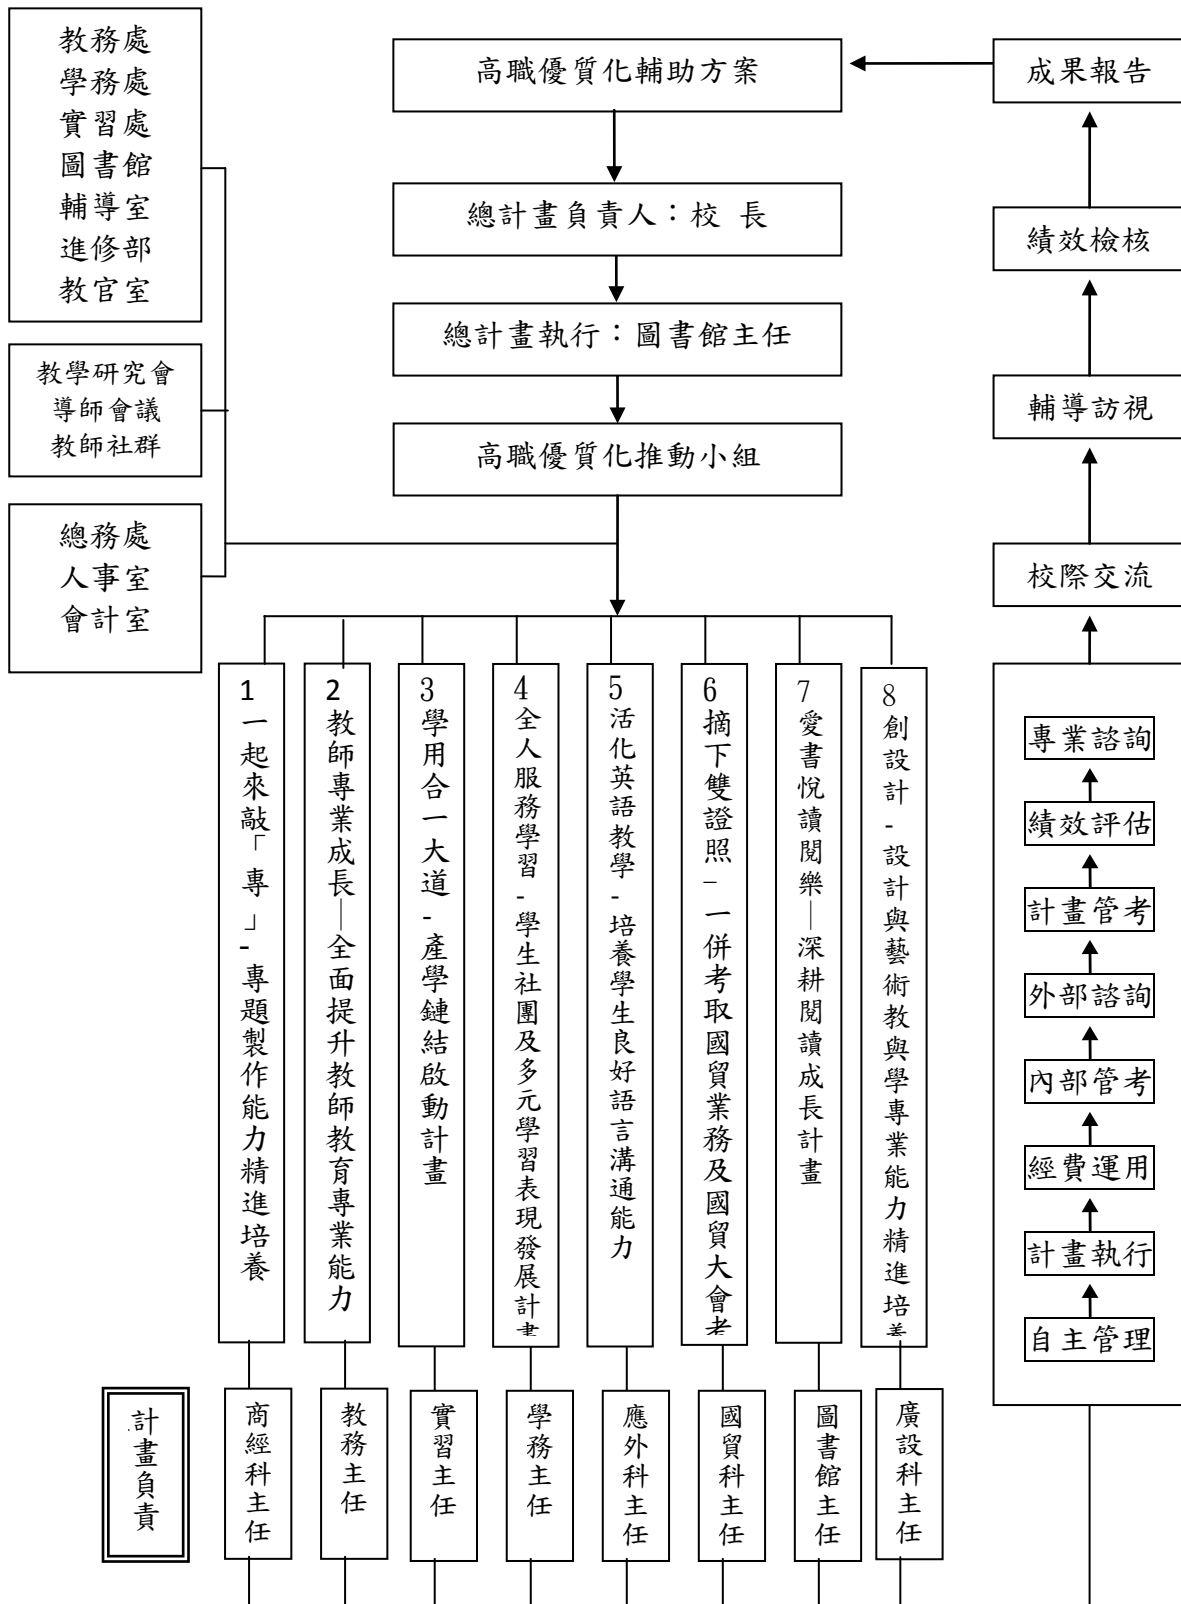 教務處
學務處
實習處
圖書館
輔導室
進修部
教官室
教學研究會
導師會議
教師社群
總務處
人事室
會計室
高職優質化輔助方案
總計畫負責人：校 長
總計畫執行：圖書館主任
高職優質化推動小組
成果報告
績效檢核
輔導訪視
校際交流
專業諮詢
績效評估
計畫管考
外部諮詢
內部管考
經費運用
計畫執行
自主管理
1一起來敲「專」-專題製作能力精進培養
2教師專業成長—全面提升教師教育專業能力
3學用合一大道-產學鏈結啟動計畫
4全人服務學習-學生社團及多元學習表現發展計畫
5活化英語教學-培養學生良好語言溝通能力
6摘下雙證照–一併考取國貿業務及國貿大會考
7愛書悅讀閱樂—深耕閱讀成長計畫
8創設計-設計與藝術教與學專業能力精進培養
計畫負責
商經科主任
教務主任
實習主任
學務主任
應外科主任
國貿科主任
圖書館主任
廣設科主任